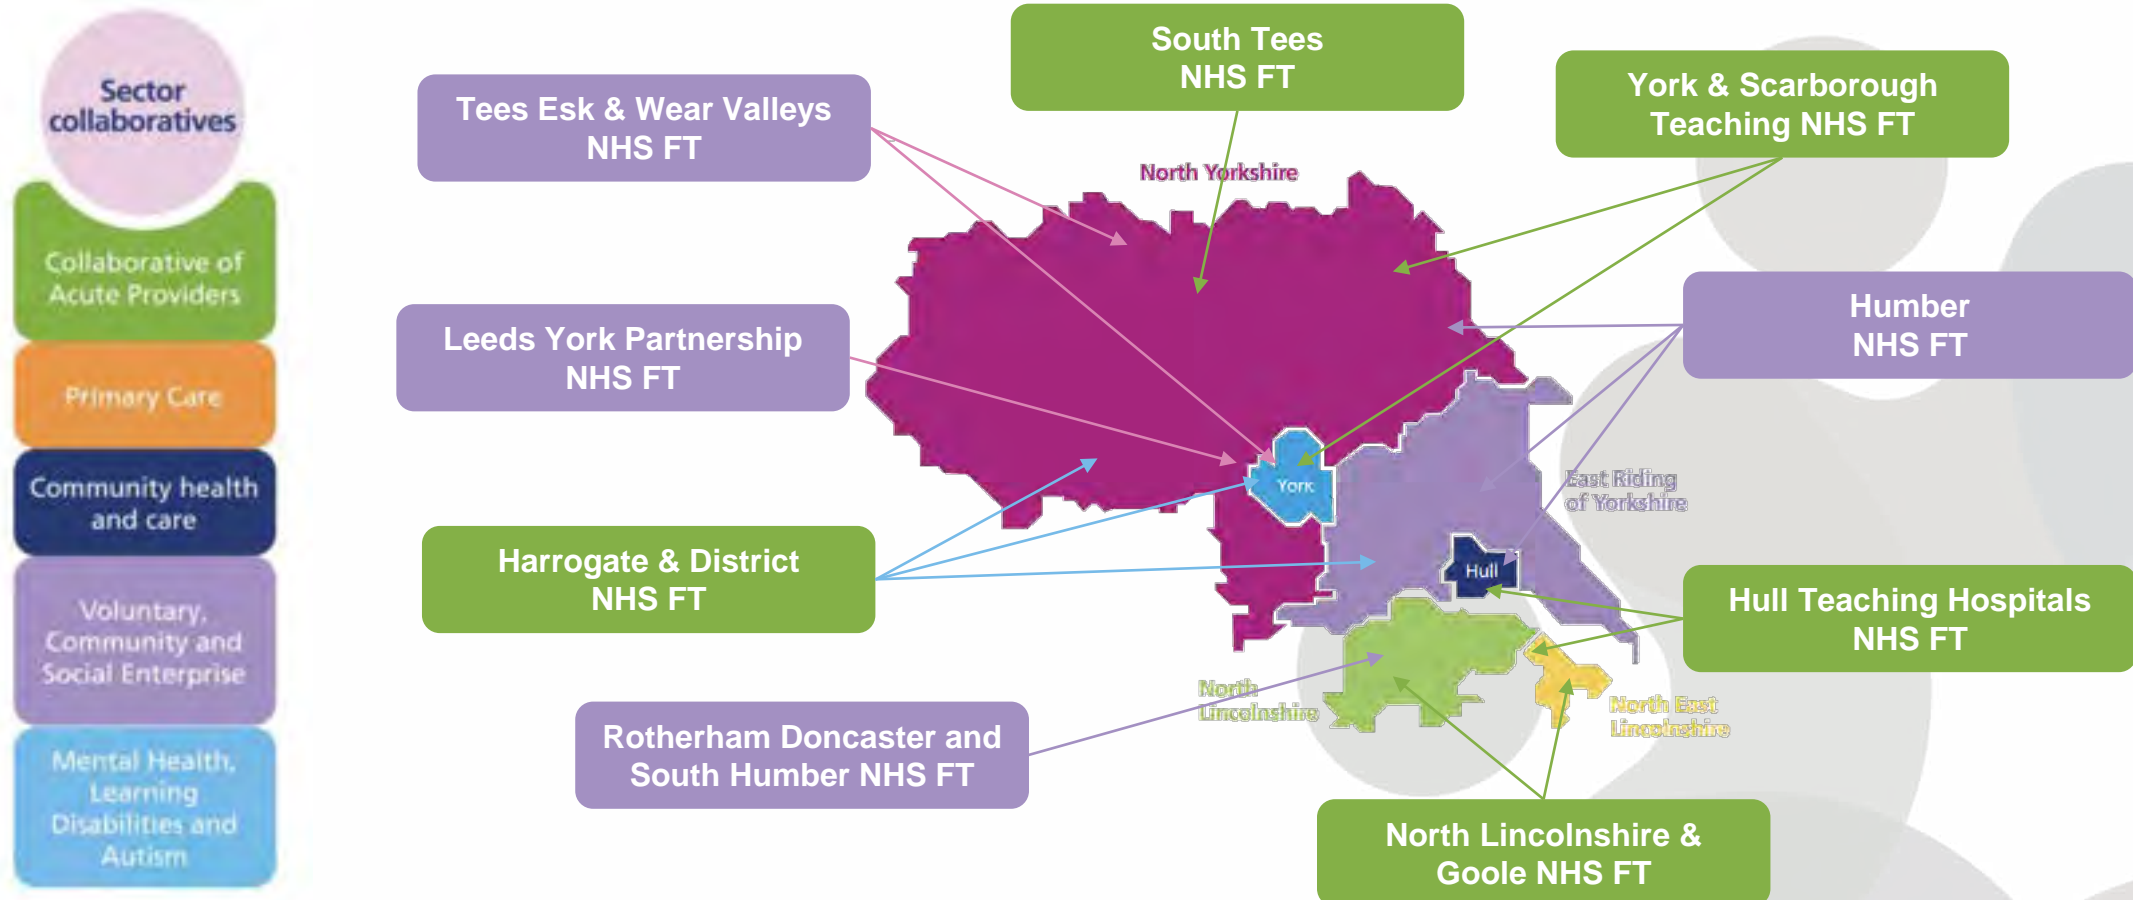 Sector
collaboratives
Collaborative of
Acute Providers
Primary Care
Community health
and care
Voluntary,
Community and
Social Enterprise
Mental Health,
Learning
Disabilities and
Autism
South Tees
NHS FT
Tees Esk & Wear Valleys
NHS FT
York & Scarborough
Teaching NHS FT
North Yorkshire
Leeds York Partnership
NHS FT
Humber
NHS FT
York
East Riding
of Yorkshire
Harrogate & District
NHS FT
Hull
Hull Teaching Hospitals
NHS FT
North
Lincolnshire
North East
Lincolnshire
Rotherham Doncaster and
South Humber NHS FT
North Lincolnshire &
Goole NHS FT